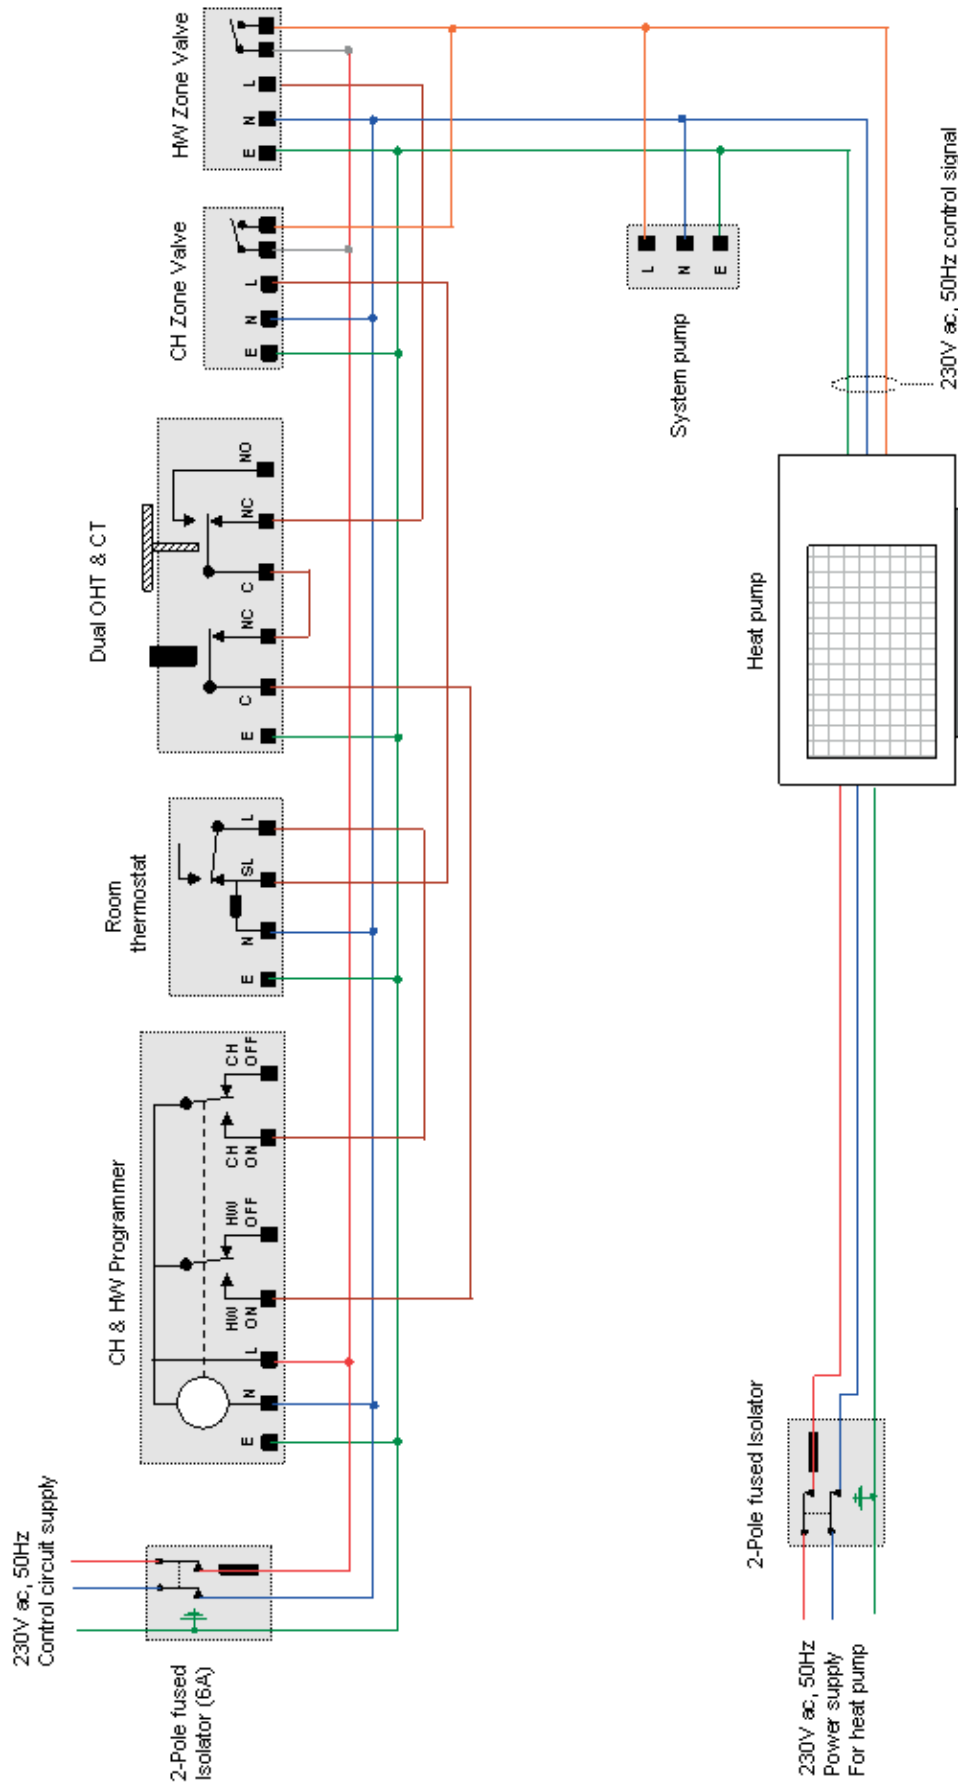 230V ac, 50Hz
Control circuit supply
2-Pole fused
Isolator (6A)
CH & HW Programmer
E
N
L
HW
ON
HW
OFF
CH
ON
CH
OFF
Room
thermostat
E
N
SL
L
Dual OHT & CT
E
C
NC
C
NC
NO
CH Zone Valve
E
N
L
HW Zone Valve
E
N
L
System pump
L
N
E
230V ac, 50Hz
Power supply
For heat pump
2-Pole fused Isolator
Heat pump
230V ac, 50Hz control signal